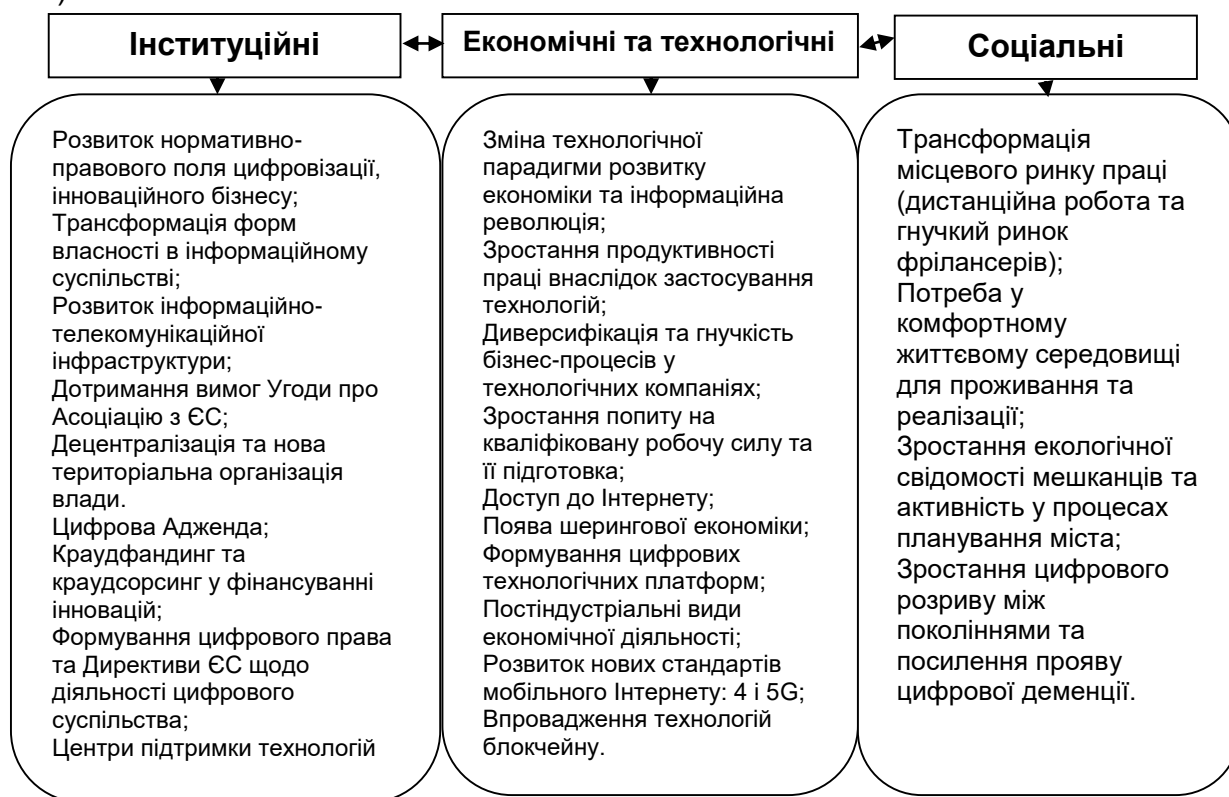 )
Інституційні
Економічні та технологічні
Соціальні
Розвиток нормативно-
правового поля цифровізації,
інноваційного бізнесу;
Трансформація форм
власності в інформаційному
суспільстві;
Розвиток інформаційно-
телекомунікаційної
інфраструктури;
Дотримання вимог Угоди про
Асоціацію з ЄС;
Децентралізація та нова
територіальна організація
влади.
Цифрова Адженда;
Краудфандинг та
краудсорсинг у фінансуванні
інновацій;
Формування цифрового права
та Директиви ЄС щодо
діяльності цифрового
суспільства;
Центри підтримки технологій
Зміна технологічної
парадигми розвитку
економіки та інформаційна
революція;
Зростання продуктивності
праці внаслідок застосування
технологій;
Диверсифікація та гнучкість
бізнес-процесів у
технологічних компаніях;
Зростання попиту на
кваліфіковану робочу силу та
її підготовка;
Доступ до Інтернету;
Поява шерингової економіки;
Формування цифрових
технологічних платформ;
Постіндустріальні види
економічної діяльності;
Розвиток нових стандартів
мобільного Інтернету: 4 і 5G;
Впровадження технологій
блокчейну.
Трансформація
місцевого ринку праці
(дистанційна робота та
гнучкий ринок
фрілансерів);
Потреба у
комфортному
життєвому середовищі
для проживання та
реалізації;
Зростання екологічної
свідомості мешканців та
активність у процесах
планування міста;
Зростання цифрового
розриву між
поколіннями та
посилення прояву
цифрової деменції.